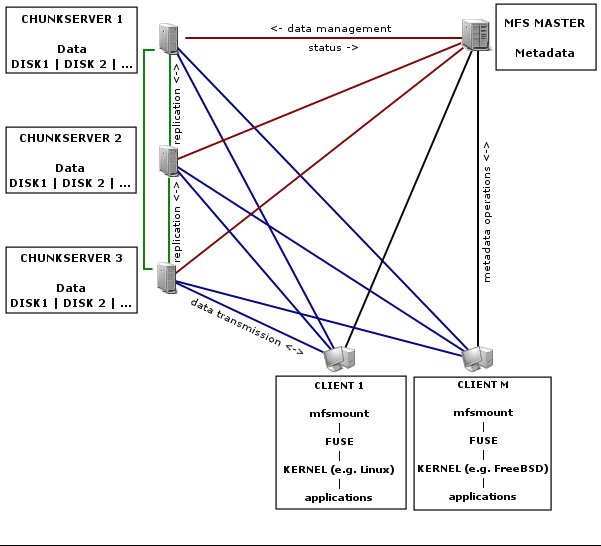 CHUNKSERVER 1
Data
DISK1 | DISK 2 | ...
<- data management
status ->
MFS MASTER
Metadata
replication <->
CHUNKSERVER 2
Data
DISK1 | DISK 2 | ...
metadata operations <->
replication <->
CHUNKSERVER 3
Data
DISK1 | DISK 2 | ...
data transmission <->
CLIENT 1
mfsmount
|
FUSE
|
KERNEL (e.g. Linux)
|
applications
CLIENT M
mfsmount
|
FUSE
|
KERNEL (e.g. FreeBSD)
|
applications